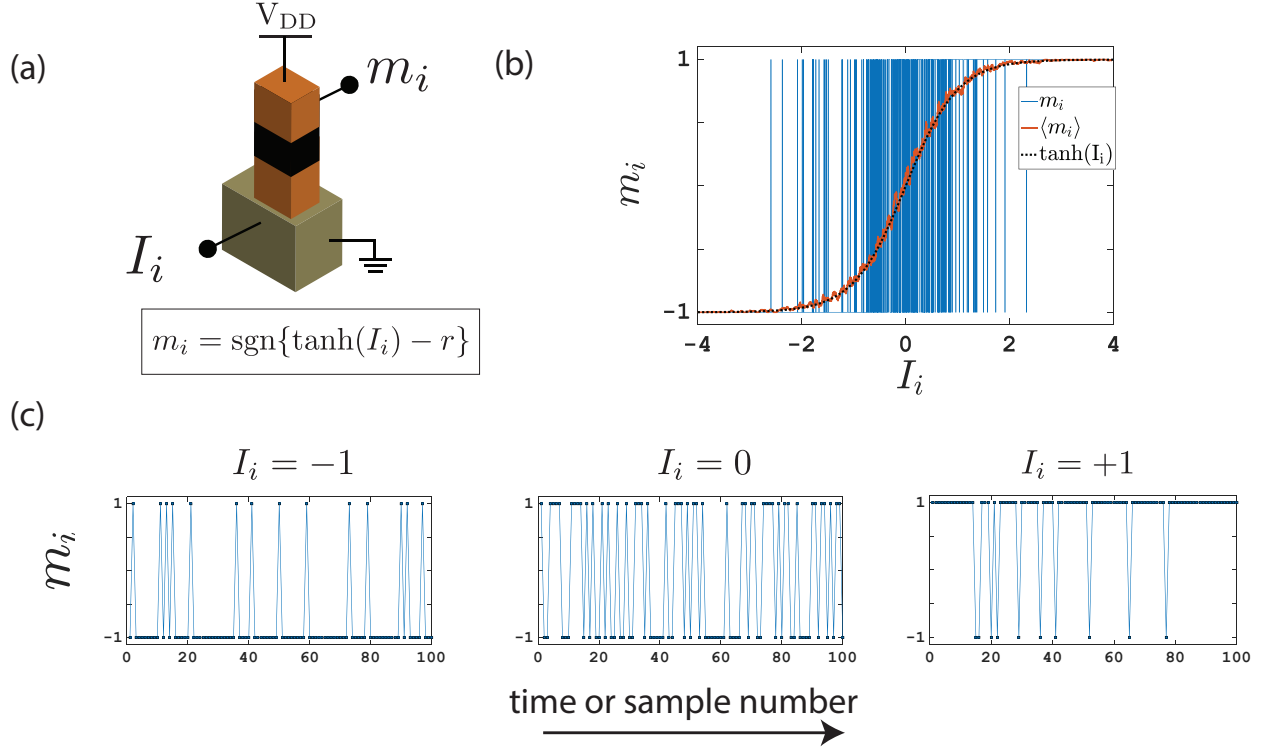 (a)
V_DD
m_i
I_i
m_i = sgn{tanh(I_i) − r}
(b)
1
-1
m_i
-4 -2 0 2 4
I_i
m_i
⟨m_i⟩
tanh(I_i)
(c)
I_i = −1
I_i = 0
I_i = +1
m_i
1
-1
0 20 40 60 80 100
1
-1
0 20 40 60 80 100
1
-1
0 20 40 60 80 100
time or sample number